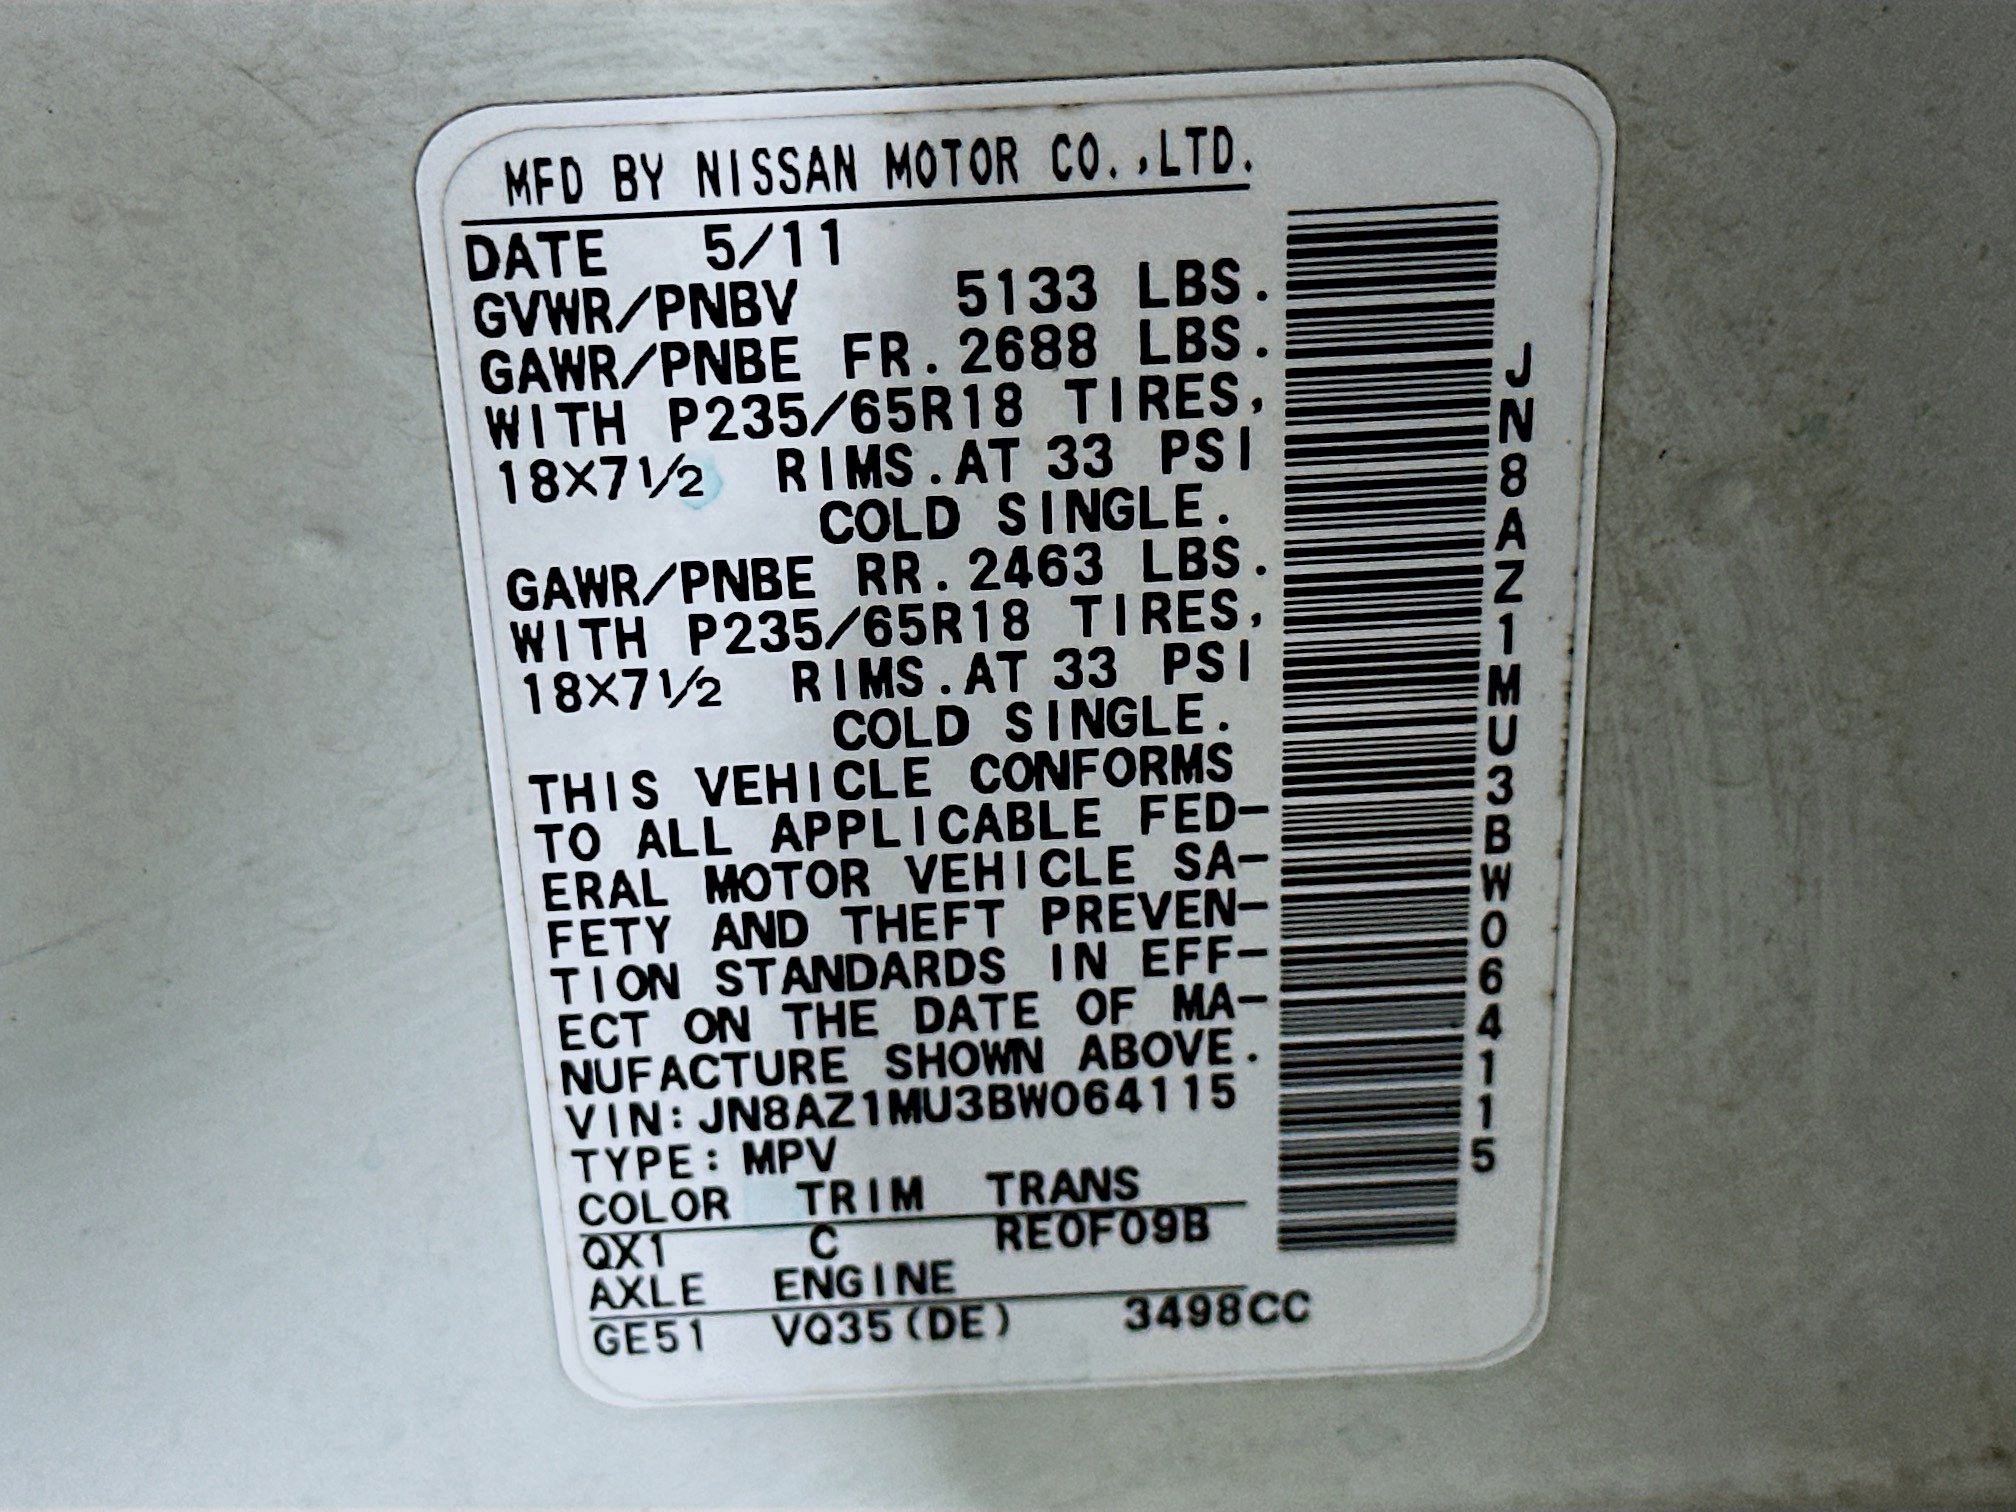 MFD BY NISSAN MOTOR CO.,LTD.
DATE 5/11
GVWR/PNBV 5133 LBS.
GAWR/PNBE FR. 2688 LBS.
WITH P235/65R18 TIRES,
18×7 1/2 RIMS. AT 33 PSI
COLD SINGLE.
GAWR/PNBE RR. 2463 LBS.
WITH P235/65R18 TIRES,
18×7 1/2 RIMS. AT 33 PSI
COLD SINGLE.
THIS VEHICLE CONFORMS
TO ALL APPLICABLE FED-
ERAL MOTOR VEHICLE SA-
FETY AND THEFT PREVEN-
TION STANDARDS IN EFF-
ECT ON THE DATE OF MA-
NUFACTURE SHOWN ABOVE.
VIN: JN8AZ1MU3BW064115
TYPE: MPV
COLOR TRIM TRANS
QX1 C RE0F09B
AXLE ENGINE
GE51 VQ35(DE) 3498CC
JN8AZ1MU3BW064115